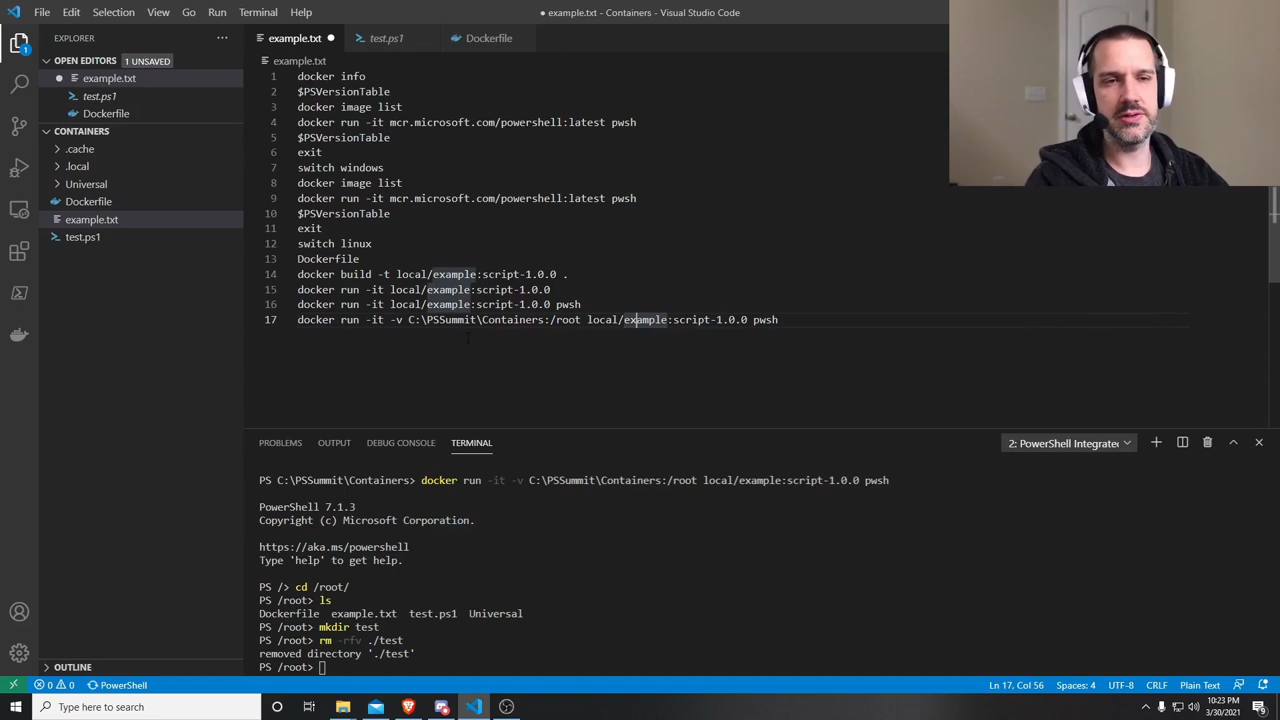 File Edit Selection View Go Run Terminal Help
● example.txt - Containers - Visual Studio Code
EXPLORER
example.txt
test.ps1
Dockerfile
OPEN EDITORS 1 UNSAVED
example.txt
test.ps1
Dockerfile
CONTAINERS
.cache
.local
Universal
Dockerfile
example.txt
test.ps1
OUTLINE
1
example.txt
1 docker info
2 $PSVersionTable
3 docker image list
4 docker run -it mcr.microsoft.com/powershell:latest pwsh
5 $PSVersionTable
6 exit
7 switch windows
8 docker image list
9 docker run -it mcr.microsoft.com/powershell:latest pwsh
10 $PSVersionTable
11 exit
12 switch linux
13 Dockerfile
14 docker build -t local/example:script-1.0.0 .
15 docker run -it local/example:script-1.0.0
16 docker run -it local/example:script-1.0.0 pwsh
17 docker run -it -v C:\PSSummit\Containers:/root local/example:script-1.0.0 pwsh
PROBLEMS OUTPUT DEBUG CONSOLE TERMINAL
2: PowerShell Integrated
PS C:\PSSummit\Containers> docker run -it -v C:\PSSummit\Containers:/root local/example:script-1.0.0 pwsh
PowerShell 7.1.3
Copyright (c) Microsoft Corporation.
https://aka.ms/powershell
Type 'help' to get help.
PS /> cd /root/
PS /root> ls
Dockerfile example.txt test.ps1 Universal
PS /root> mkdir test
PS /root> rm -rfv ./test
removed directory './test'
PS /root>
0 0 PowerShell
Ln 17, Col 56 Spaces: 4 UTF-8 CRLF Plain Text
Type here to search
10:23 PM
3/30/2021